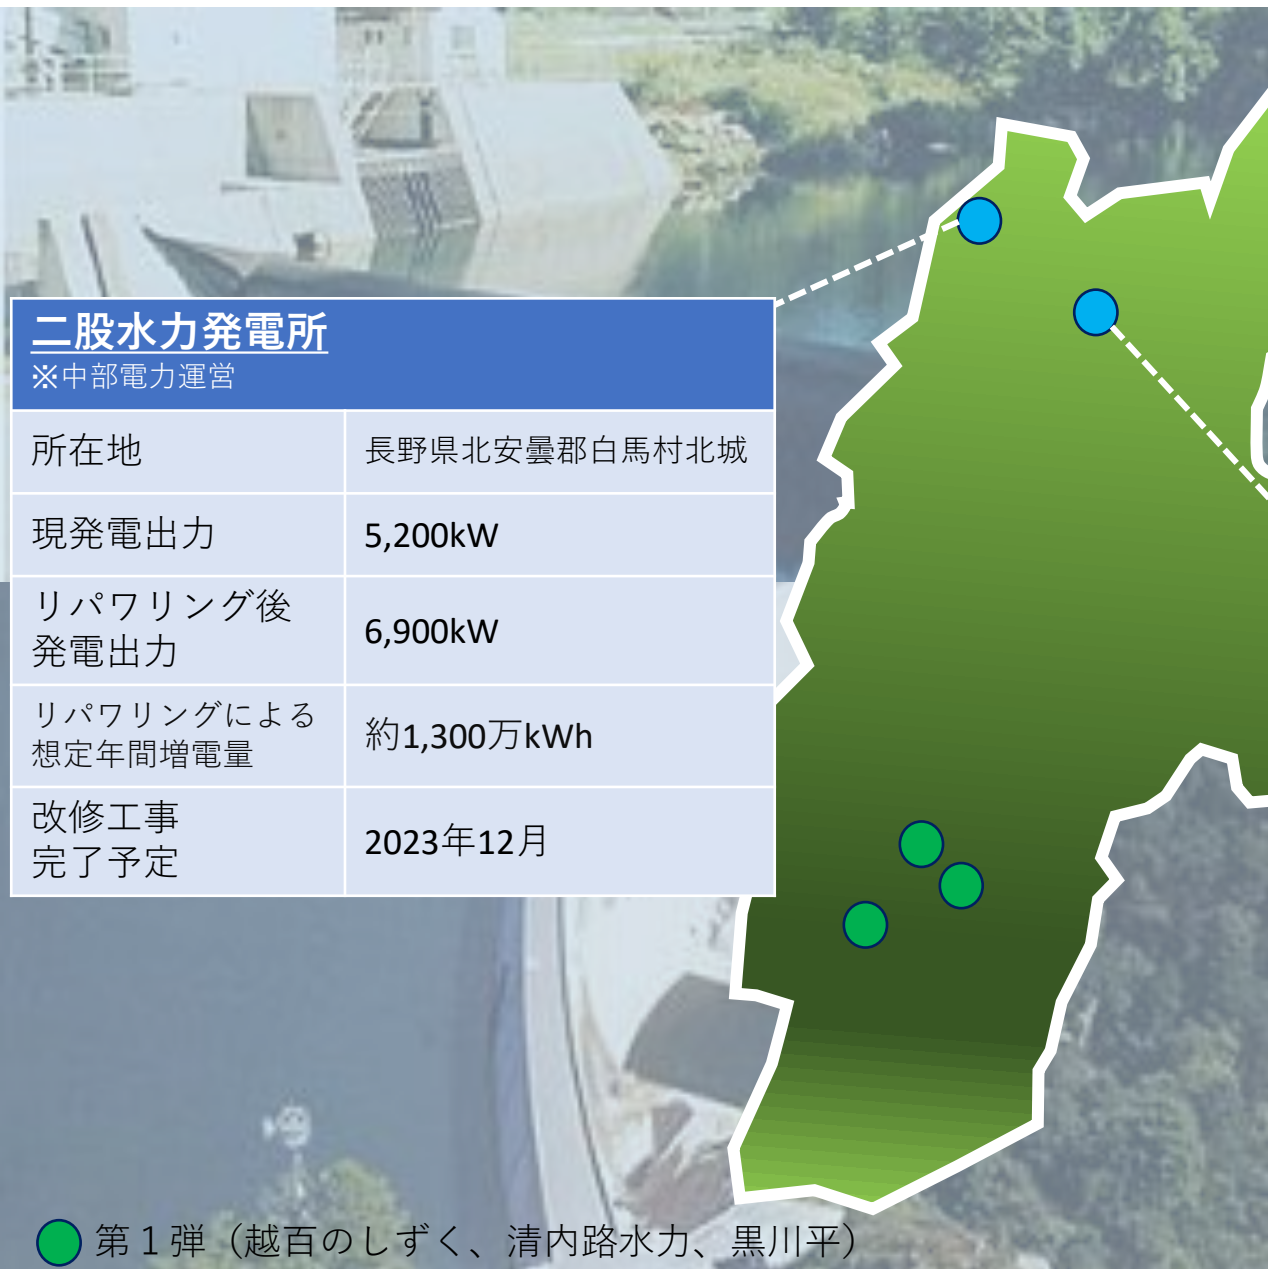 二股水力発電所
※中部電力運営
所在地
長野県北安曇郡白馬村北城
現発電出力
5,200kW
リパワリング後
発電出力
6,900kW
リパワリングによる
想定年間増電量
約1,300万kWh
改修工事
完了予定
2023年12月
第１弾（越百のしずく、清内路水力、黒川平）